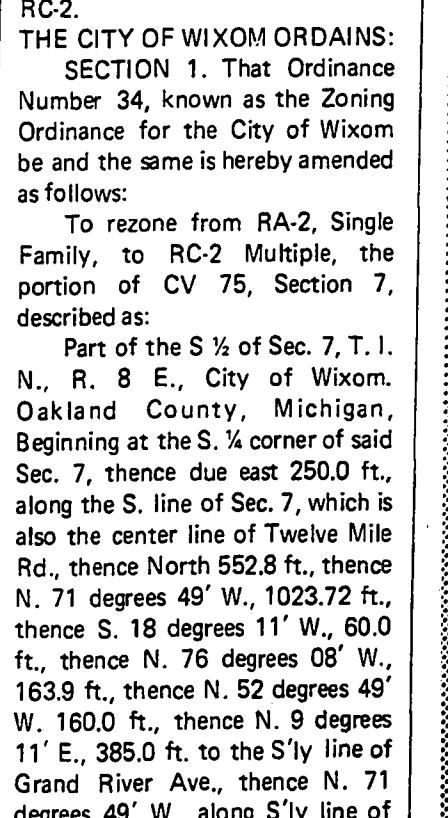 RC-2.
THE CITY OF WIXOM ORDAINS:
SECTION 1. That Ordinance
Number 34, known as the Zoning
Ordinance for the City of Wixom
be and the same is hereby amended
as follows:
To rezone from RA-2, Single
Family, to RC-2 Multiple, the
portion of CV 75, Section 7,
described as:
Part of the S ½ of Sec. 7, T. I.
N., R. 8 E., City of Wixom.
Oakland County, Michigan,
Beginning at the S. ¼ corner of said
Sec. 7, thence due east 250.0 ft.,
along the S. line of Sec. 7, which is
also the center line of Twelve Mile
Rd., thence North 552.8 ft., thence
N. 71 degrees 49′ W., 1023.72 ft.,
thence S. 18 degrees 11′ W., 60.0
ft., thence N. 76 degrees 08′ W.,
163.9 ft., thence N. 52 degrees 49′
W. 160.0 ft., thence N. 9 degrees
11′ E., 385.0 ft. to the S'ly line of
Grand River Ave., thence N. 71
degrees 49′ W., along S'ly line of